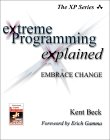 The XP Series
eXtreme
Programming
eXplained
EMBRACE CHANGE
Kent Beck
Foreword by Erich Gamma